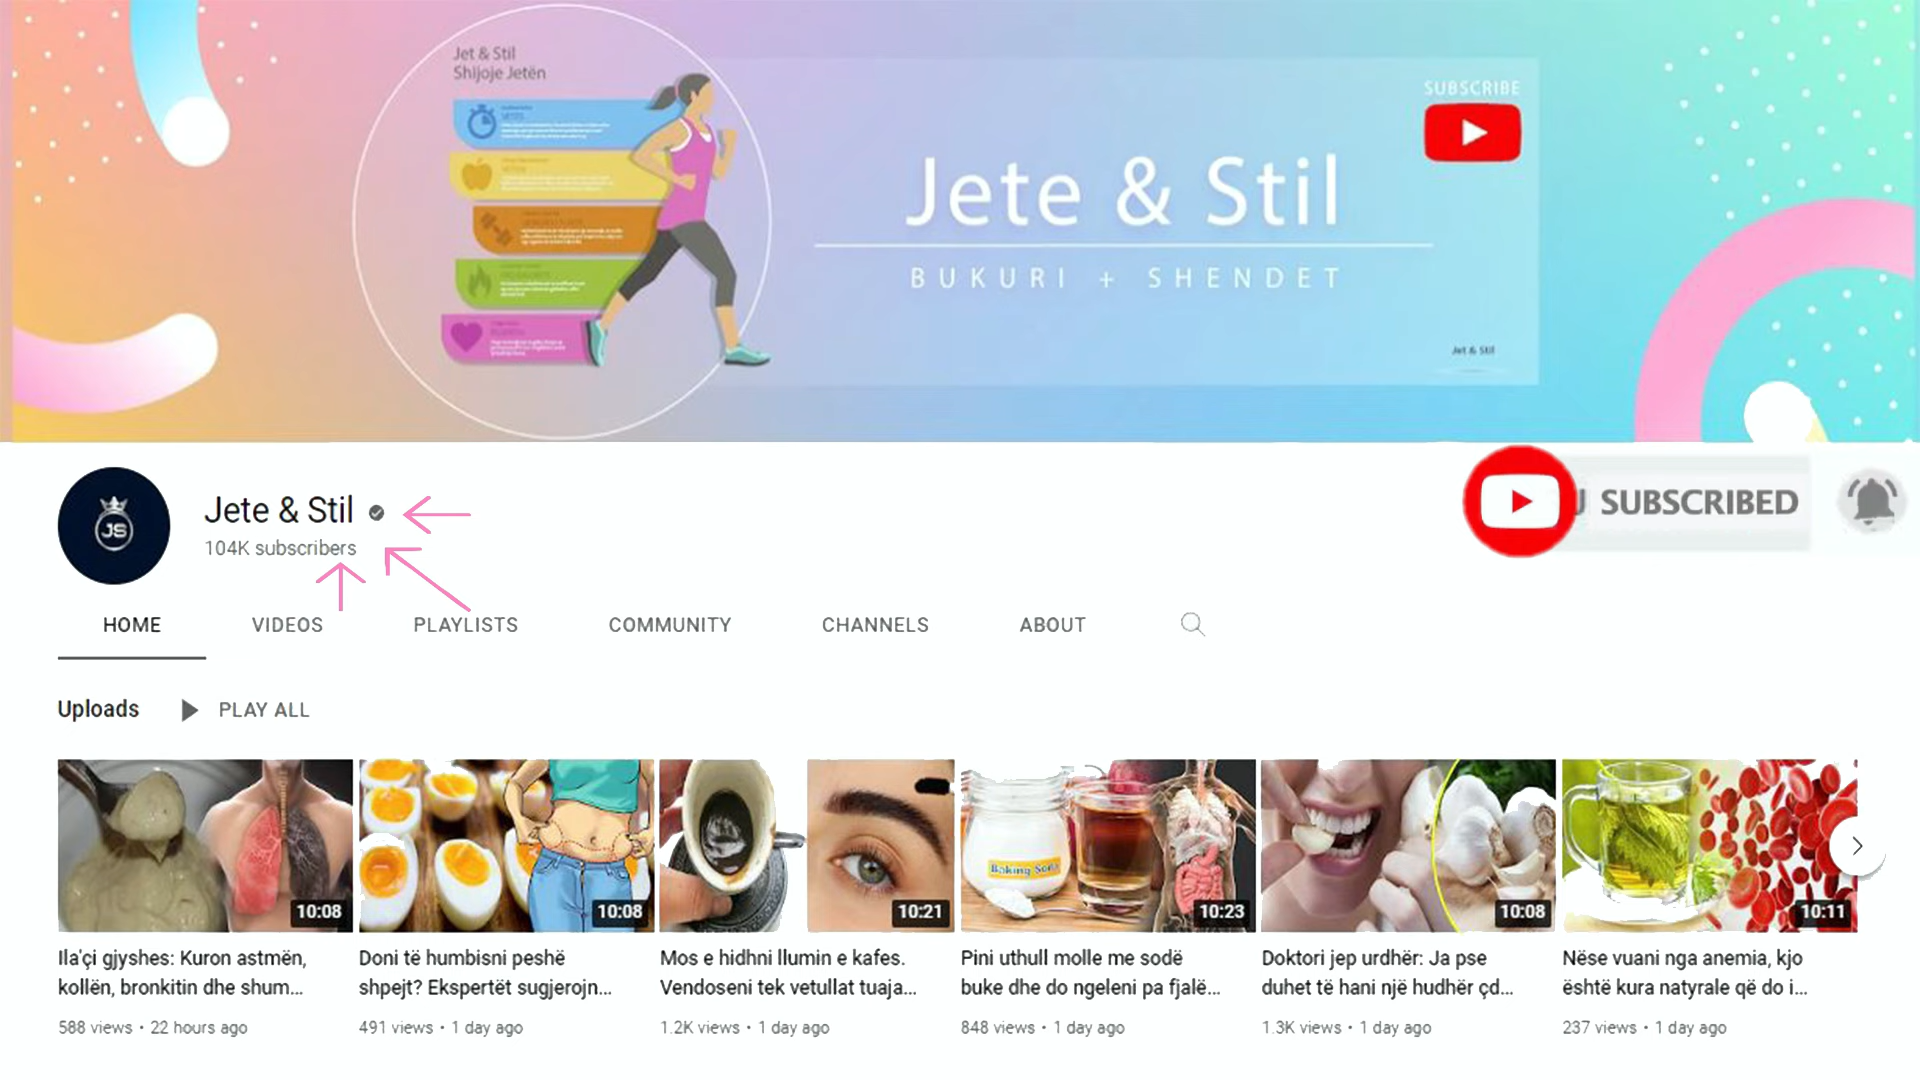 Jet & Stil
Shijoje Jetën
SUBSCRIBE
Jete & Stil
BUKURI + SHENDET
Jet & Stil
JS
Jete & Stil
104K subscribers
SUBSCRIBED
HOME VIDEOS PLAYLISTS COMMUNITY CHANNELS ABOUT
Uploads PLAY ALL
Baking Soda
10:08 10:08 10:21 10:23 10:08 10:11
Ila'çi gjyshes: Kuron astmën,
kollën, bronkitin dhe shum...
588 views • 22 hours ago
Doni të humbisni peshë
shpejt? Ekspertët sugjerojn...
491 views • 1 day ago
Mos e hidhni llumin e kafes.
Vendoseni tek vetullat tuaja...
1.2K views • 1 day ago
Pini uthull molle me sodë
buke dhe do ngeleni pa fjalë...
848 views • 1 day ago
Doktori jep urdhër: Ja pse
duhet të hani një hudhër çd...
1.3K views • 1 day ago
Nëse vuani nga anemia, kjo
është kura natyrale që do i...
237 views • 1 day ago